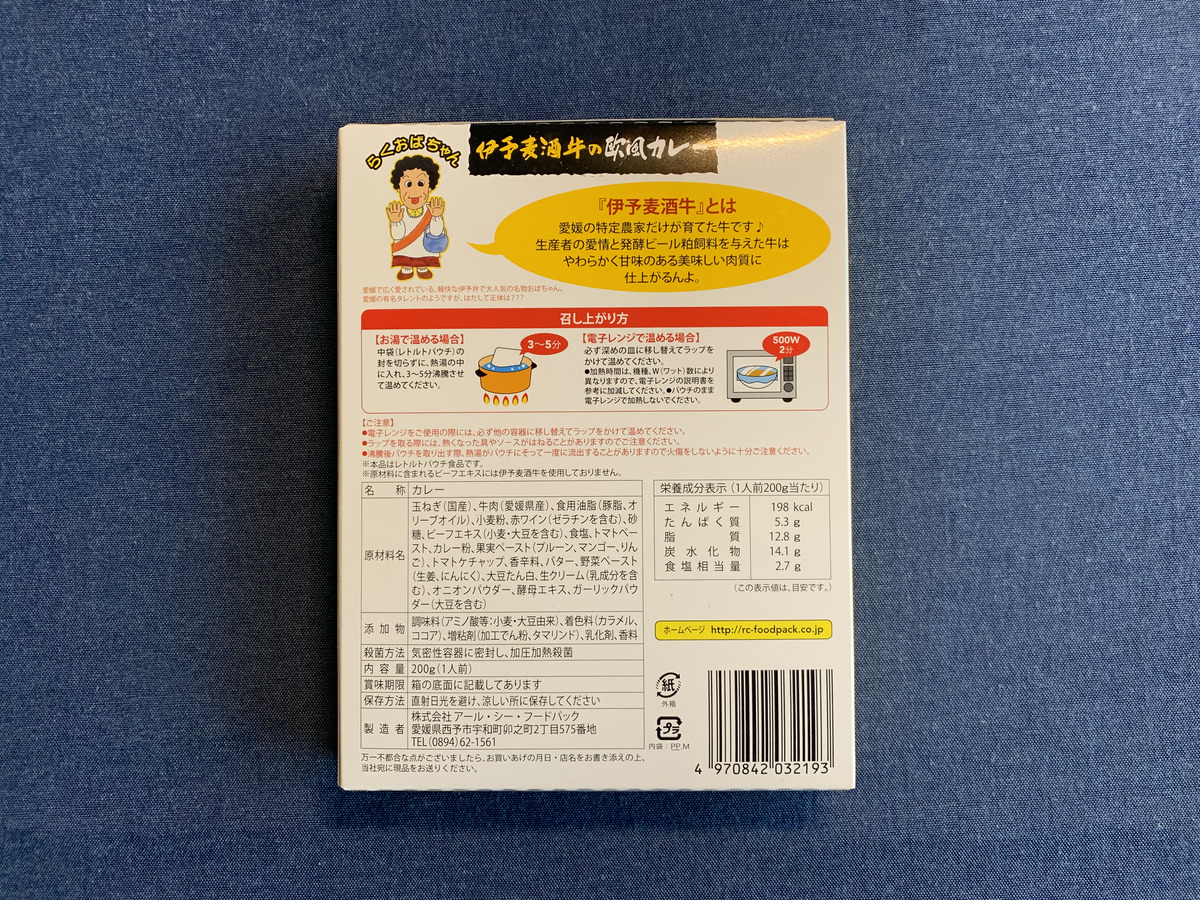 らくおばちゃん
伊予麦酒牛の欧風カレー
『伊予麦酒牛』とは
愛媛の特定農家だけが育てた牛です♪
生産者の愛情と発酵ビール粕飼料を与えた牛は
やわらかく甘味のある美味しい肉質に
仕上がるんよ。
愛媛で広く愛されている、軽快な伊予弁で大人気の名物おばちゃん。
愛媛の有名タレントのようですが、はたして正体は???
召し上がり方
【お湯で温める場合】
中袋(レトルトパウチ)の
封を切らずに、熱湯の中
に入れ、3〜5分沸騰させ
て温めてください。
3〜5分
【電子レンジで温める場合】
必ず深めの皿に移し替えてラップを
かけて温めてください。
●加熱時間は、機種、W(ワット)数により
異なりますので、電子レンジの説明書を
参考に加減してください。●パウチのまま
電子レンジで加熱しないでください。
500W
2分
【ご注意】
●電子レンジをご使用の際には、必ず他の容器に移し替えてラップをかけて温めてください。
●ラップを取る際には、熱くなった具やソースがはねることがありますのでご注意ください。
●沸騰後パウチを取り出す際、熱湯がパウチにそって一度に流出することがありますので火傷をしないように十分ご注意ください。
※本品はレトルトパウチ食品です。
※原材料に含まれるビーフエキスには伊予麦酒牛を使用しておりません。
名称 カレー
原材料名
玉ねぎ(国産)、牛肉(愛媛県産)、食用油脂(豚脂、オ
リーブオイル)、小麦粉、赤ワイン(ゼラチンを含む)、砂
糖、ビーフエキス(小麦・大豆を含む)、食塩、トマトペー
スト、カレー粉、果実ペースト(プルーン、マンゴー、りん
ご)、トマトケチャップ、香辛料、バター、野菜ペースト
(生姜、にんにく)、大豆たん白、生クリーム(乳成分を含
む)、オニオンパウダー、酵母エキス、ガーリックパウ
ダー(大豆を含む)
添加物
調味料(アミノ酸等:小麦・大豆由来)、着色料(カラメル、
ココア)、増粘剤(加工でん粉、タマリンド)、乳化剤、香料
殺菌方法 気密性容器に密封し、加圧加熱殺菌
内容量 200g(1人前)
賞味期限 箱の底面に記載してあります
保存方法 直射日光を避け、涼しい所に保存してください
製造者
株式会社 アール・シー・フードパック
愛媛県西予市宇和町卯之町2丁目575番地
TEL(0894)62-1561
万一不都合な点がございましたら、お買いあげの月日・店名をお書き添えの上、
当社宛に現品をお送りください。
栄養成分表示(1人前200g当たり)
エネルギー 198 kcal
たんぱく質 5.3 g
脂質 12.8 g
炭水化物 14.1 g
食塩相当量 2.7 g
(この表示値は、目安です。)
ホームページ http://rc-foodpack.co.jp
紙
外箱
プラ
内袋:PP,M
4 970842 032193